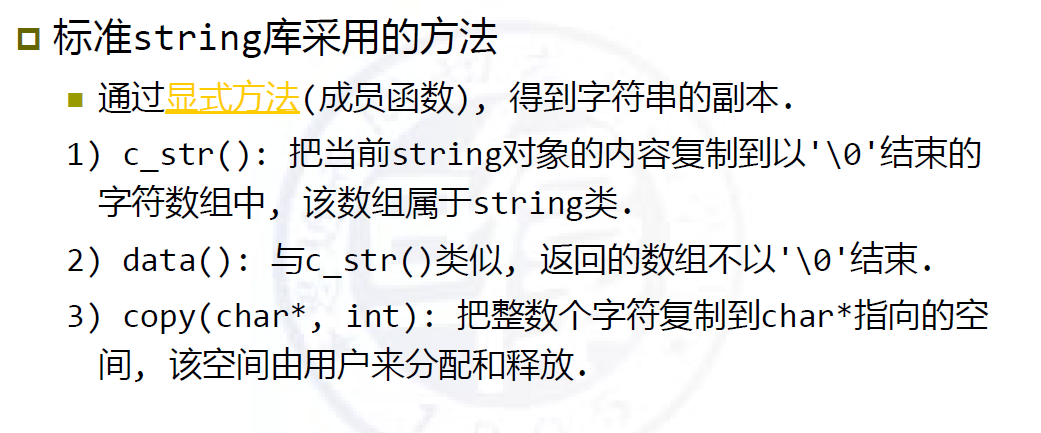 标准string库采用的方法
通过显式方法(成员函数), 得到字符串的副本.
1) c_str(): 把当前string对象的内容复制到以'\0'结束的
字符数组中, 该数组属于string类.
2) data(): 与c_str()类似, 返回的数组不以'\0'结束.
3) copy(char*, int): 把整数个字符复制到char*指向的空
间, 该空间由用户来分配和释放.